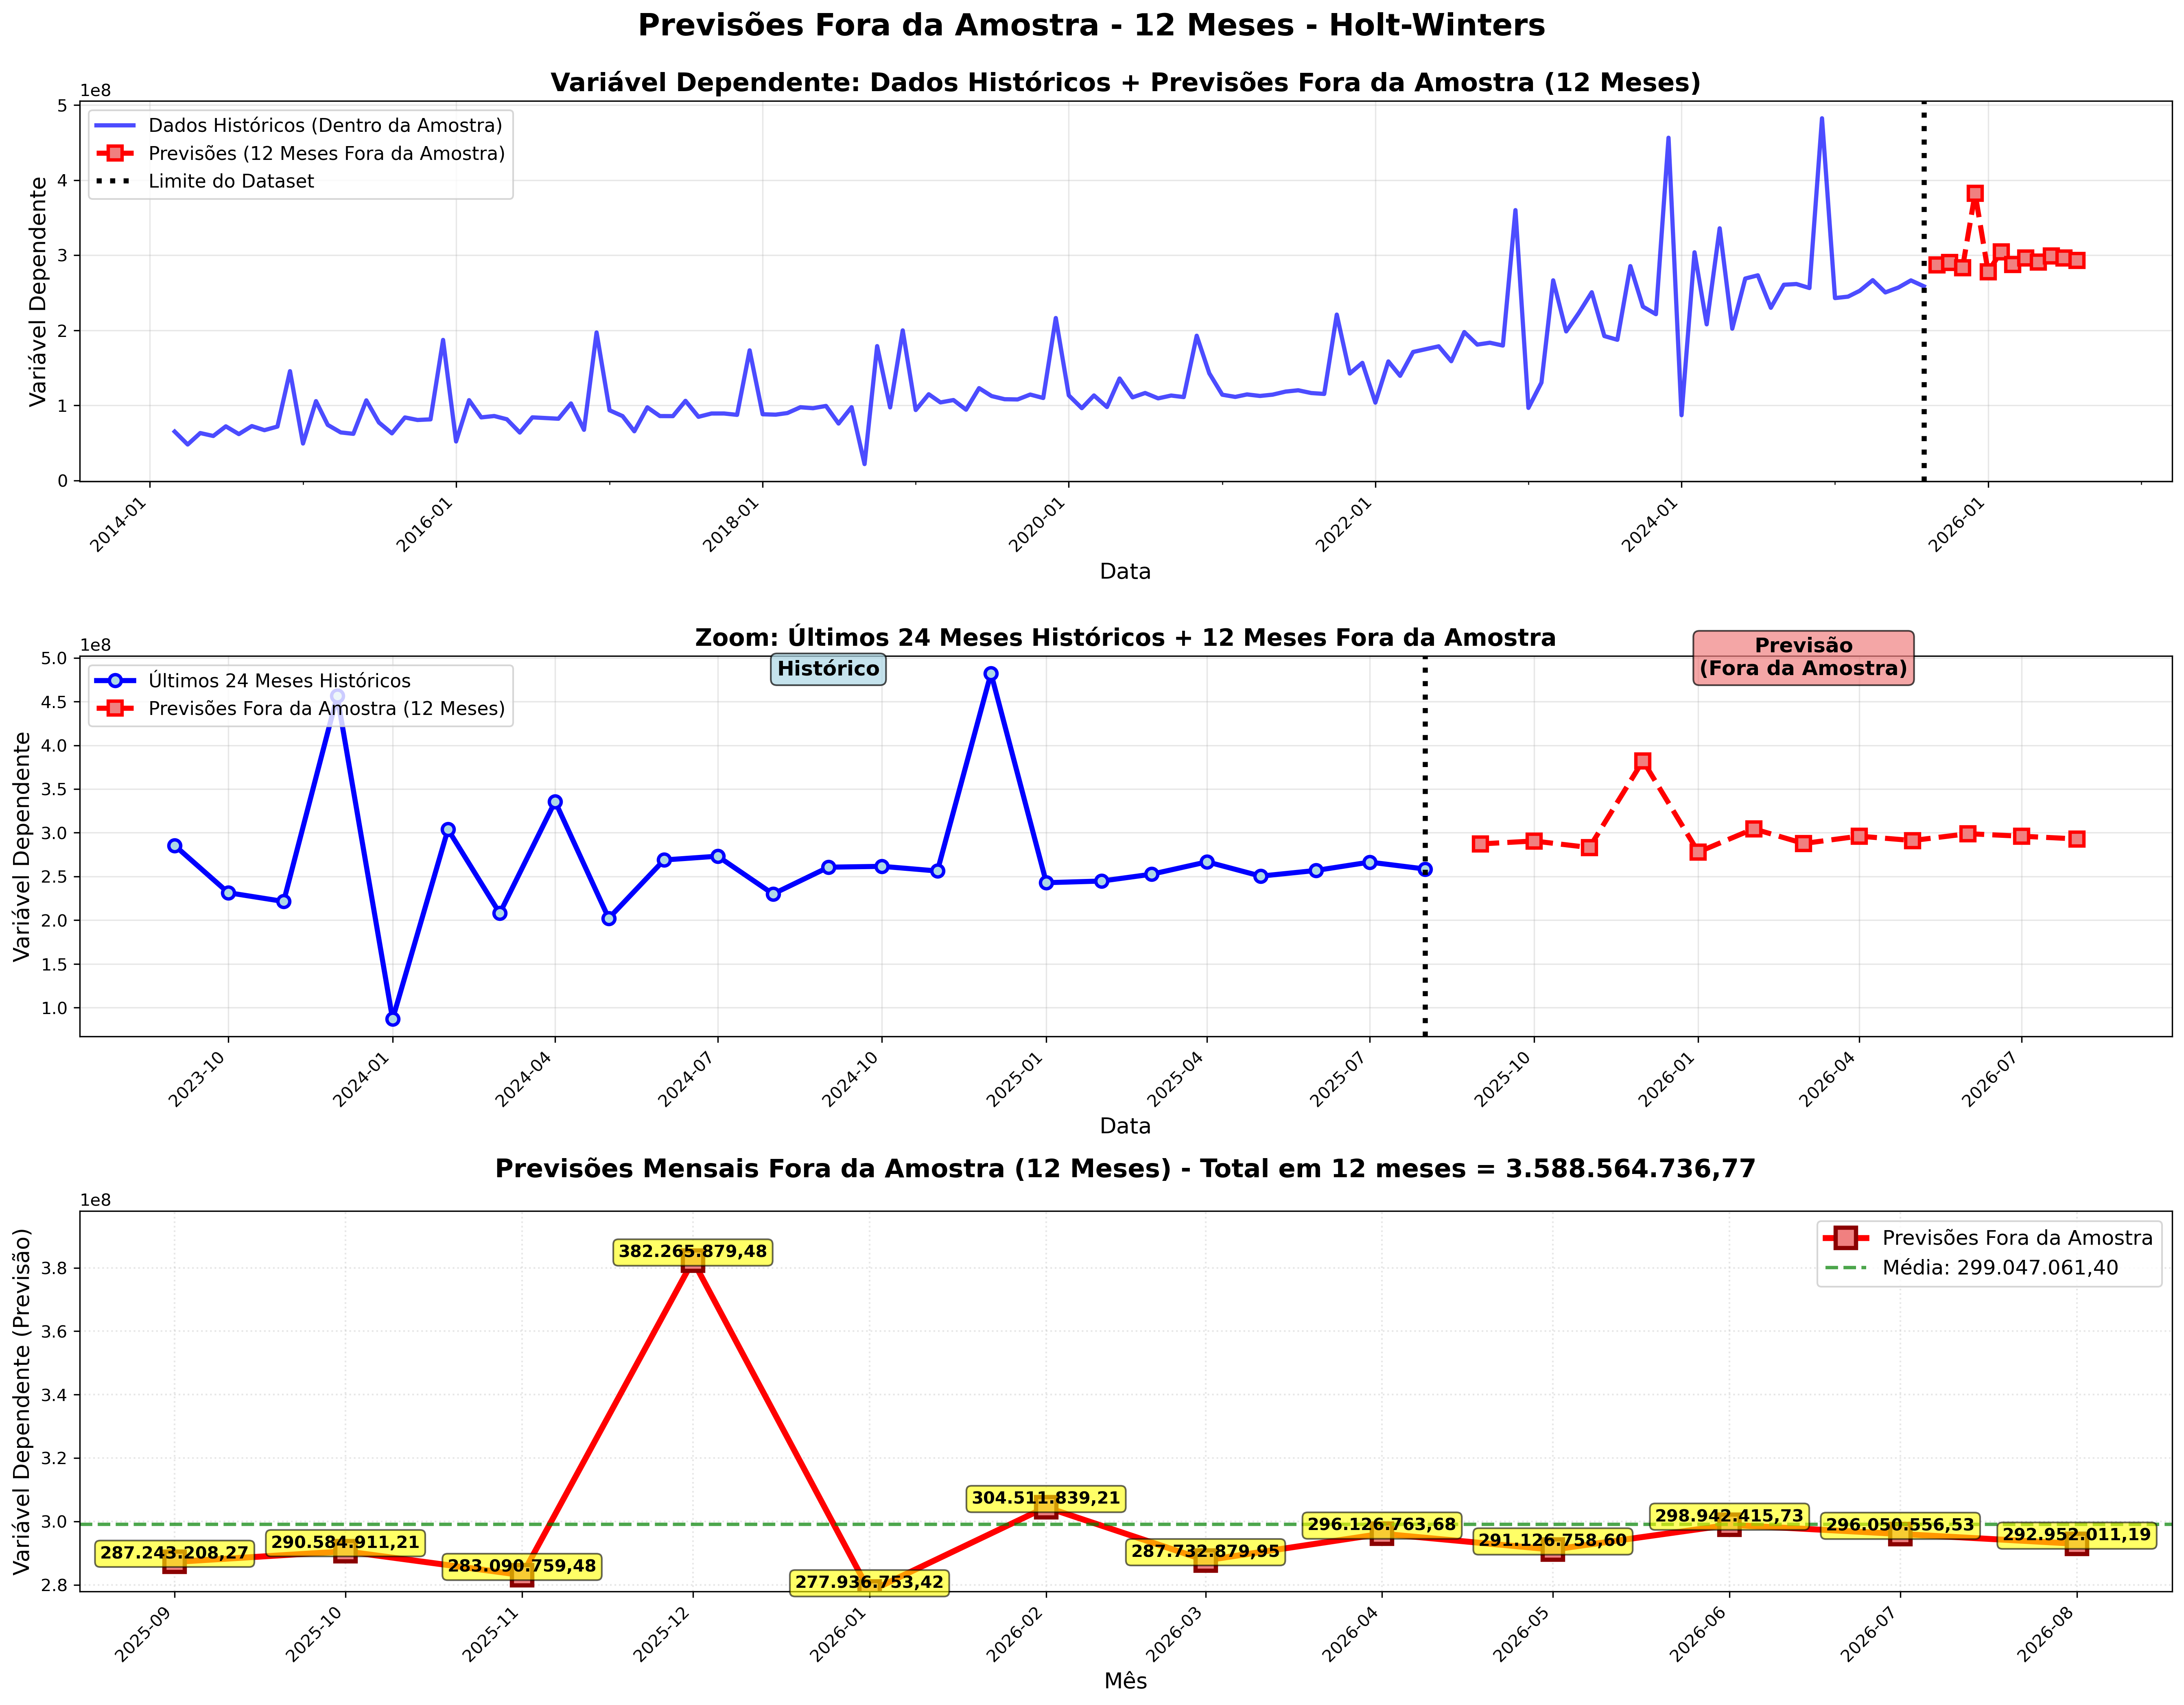 Previsões Fora da Amostra - 12 Meses - Holt-Winters
Variável Dependente: Dados Históricos + Previsões Fora da Amostra (12 Meses)
1e8
Dados Históricos (Dentro da Amostra)
Previsões (12 Meses Fora da Amostra)
Limite do Dataset
Variável Dependente
5
4
3
2
1
0
2014-01
2016-01
2018-01
2020-01
2022-01
2024-01
2026-01
Data
Zoom: Últimos 24 Meses Históricos + 12 Meses Fora da Amostra
1e8
Últimos 24 Meses Históricos
Previsões Fora da Amostra (12 Meses)
Histórico
Previsão
(Fora da Amostra)
Variável Dependente
5.0
4.5
4.0
3.5
3.0
2.5
2.0
1.5
1.0
2023-10
2024-01
2024-04
2024-07
2024-10
2025-01
2025-04
2025-07
2025-10
2026-01
2026-04
2026-07
Data
Previsões Mensais Fora da Amostra (12 Meses) - Total em 12 meses = 3.588.564.736,77
1e8
Previsões Fora da Amostra
Média: 299.047.061,40
Variável Dependente (Previsão)
3.8
3.6
3.4
3.2
3.0
2.8
287.243.208,27
290.584.911,21
283.090.759,48
382.265.879,48
277.936.753,42
304.511.839,21
287.732.879,95
296.126.763,68
291.126.758,60
298.942.415,73
296.050.556,53
292.952.011,19
2025-09
2025-10
2025-11
2025-12
2026-01
2026-02
2026-03
2026-04
2026-05
2026-06
2026-07
2026-08
Mês